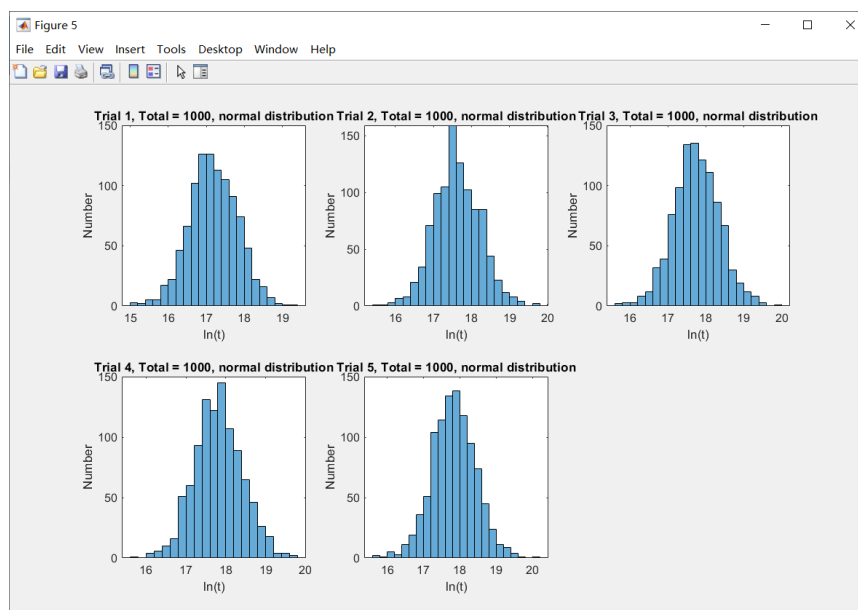 Figure 5
File Edit View Insert Tools Desktop Window Help
Trial 1, Total = 1000, normal distribution
150
100
50
0
Number
15 16 17 18 19
ln(t)
Trial 2, Total = 1000, normal distribution
150
100
50
0
Number
16 17 18 19 20
ln(t)
Trial 3, Total = 1000, normal distribution
150
100
50
0
Number
16 17 18 19 20
ln(t)
Trial 4, Total = 1000, normal distribution
150
100
50
0
Number
16 17 18 19 20
ln(t)
Trial 5, Total = 1000, normal distribution
150
100
50
0
Number
16 17 18 19 20
ln(t)